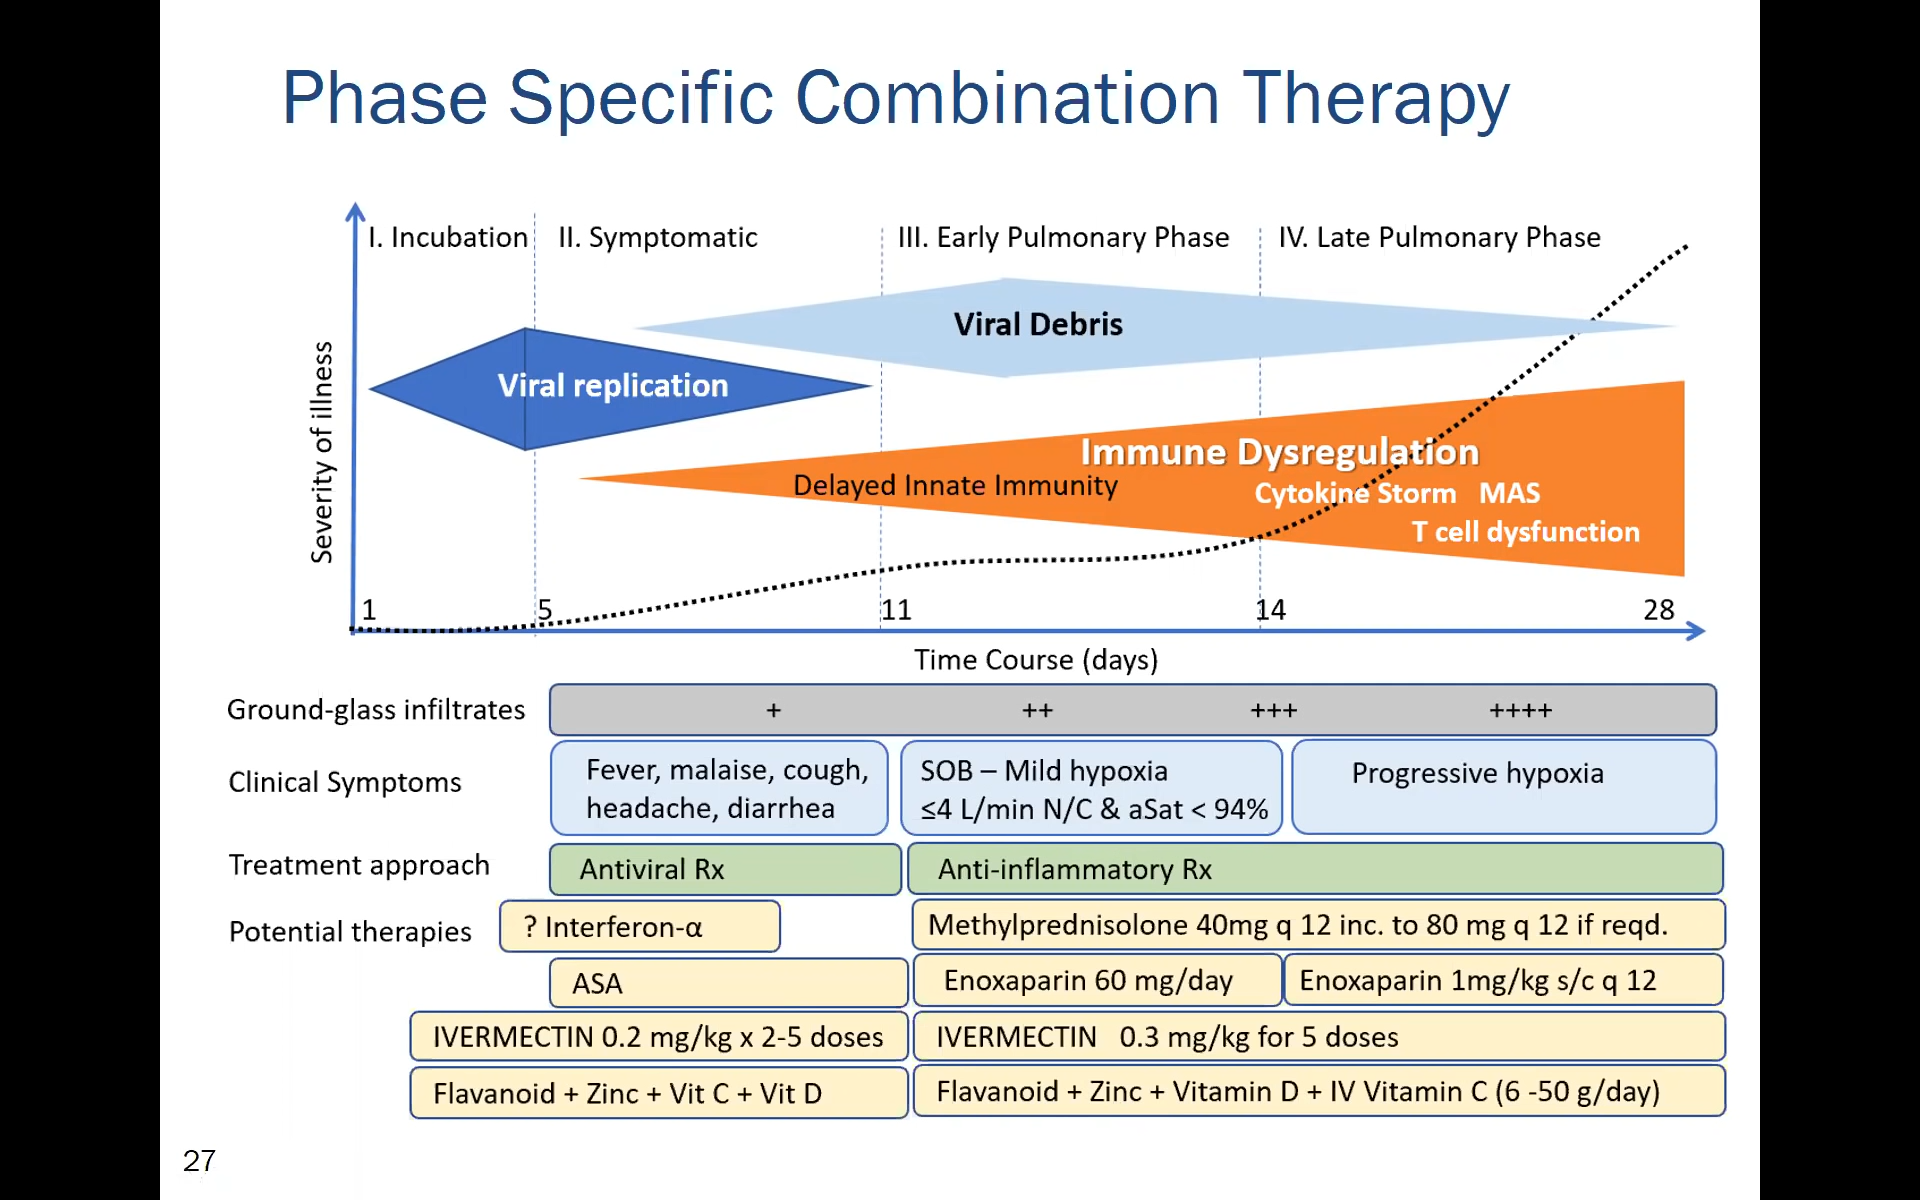 Phase Specific Combination Therapy
I. Incubation
II. Symptomatic
III. Early Pulmonary Phase
IV. Late Pulmonary Phase
Viral Debris
Viral replication
Severity of illness
Immune Dysregulation
Delayed Innate Immunity
Cytokine Storm MAS
T cell dysfunction
1
5
11
14
28
Time Course (days)
Ground-glass infiltrates
+
++
+++
++++
Clinical Symptoms
Fever, malaise, cough,
headache, diarrhea
SOB – Mild hypoxia
≤4 L/min N/C & aSat < 94%
Progressive hypoxia
Treatment approach
Antiviral Rx
Anti-inflammatory Rx
Potential therapies
? Interferon-α
Methylprednisolone 40mg q 12 inc. to 80 mg q 12 if reqd.
ASA
Enoxaparin 60 mg/day
Enoxaparin 1mg/kg s/c q 12
IVERMECTIN 0.2 mg/kg x 2-5 doses
IVERMECTIN 0.3 mg/kg for 5 doses
Flavanoid + Zinc + Vit C + Vit D
Flavanoid + Zinc + Vitamin D + IV Vitamin C (6 -50 g/day)
27